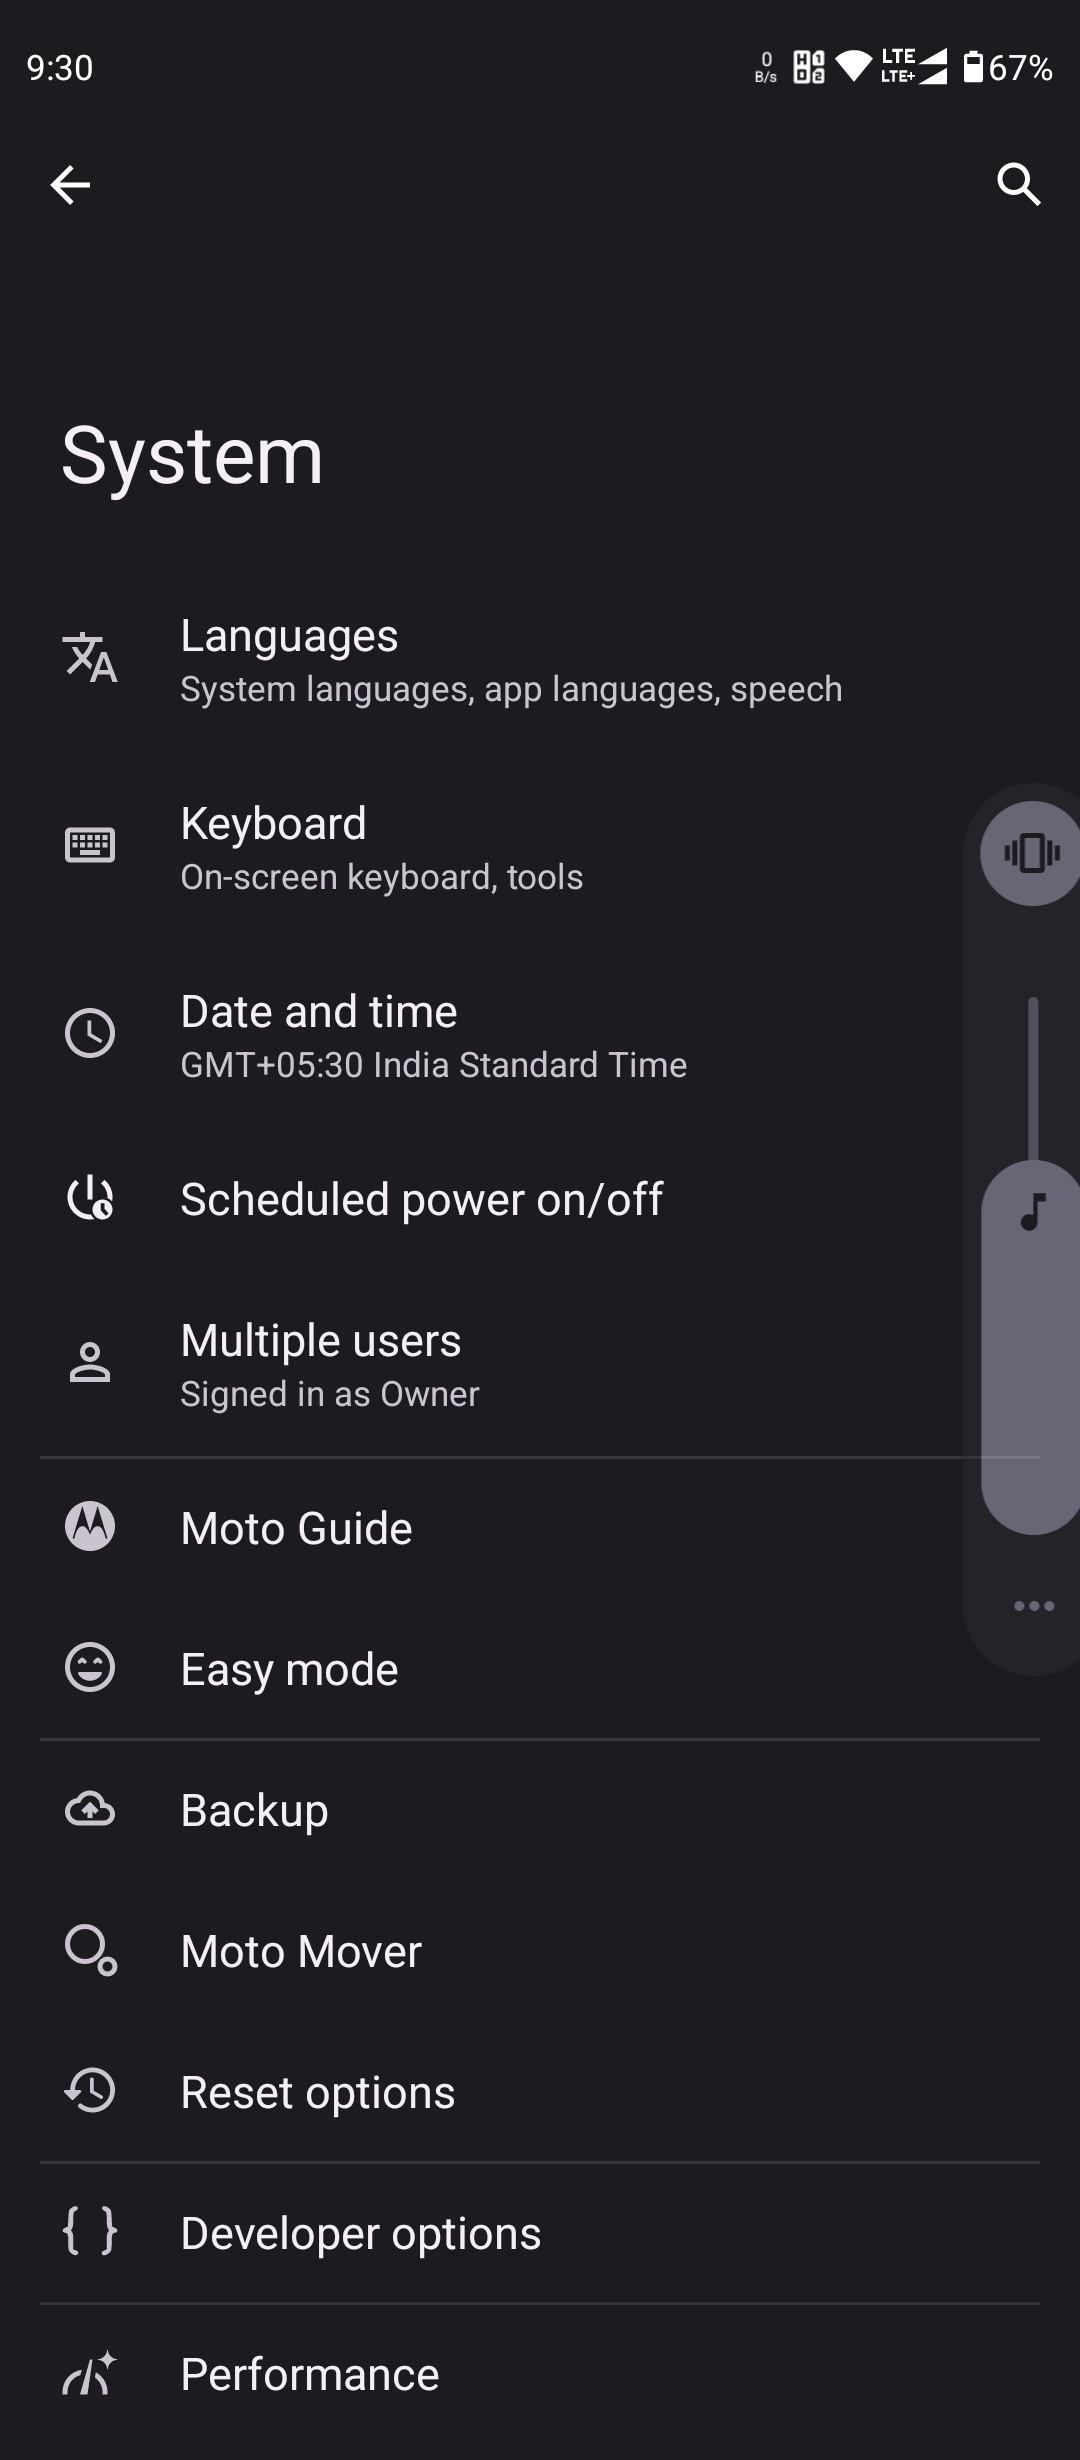 9:30
0
B/s
LTE
LTE+
67%
System
Languages
System languages, app languages, speech
Keyboard
On-screen keyboard, tools
Date and time
GMT+05:30 India Standard Time
Scheduled power on/off
Multiple users
Signed in as Owner
Moto Guide
Easy mode
Backup
Moto Mover
Reset options
Developer options
Performance